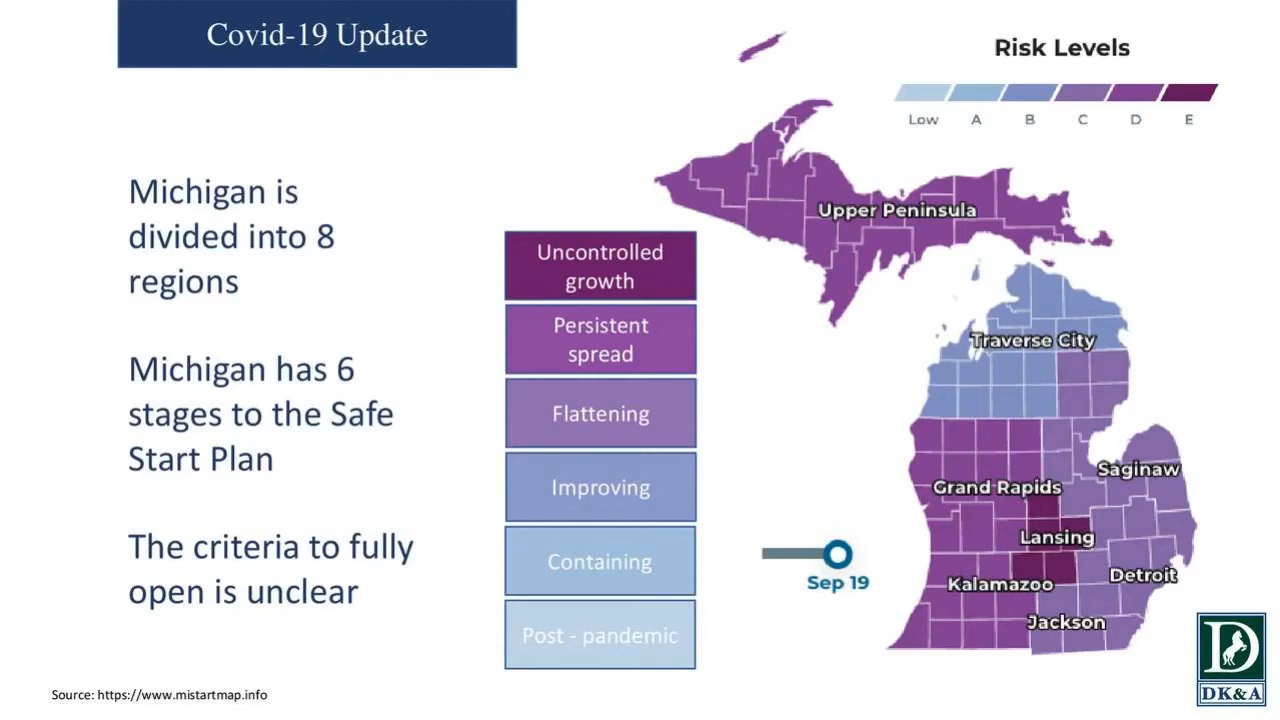 Covid-19 Update
Michigan is
divided into 8
regions
Michigan has 6
stages to the Safe
Start Plan
The criteria to fully
open is unclear
Uncontrolled
growth
Persistent
spread
Flattening
Improving
Containing
Post - pandemic
Risk Levels
Low A B C D E
Upper Peninsula
Traverse City
Saginaw
Grand Rapids
Lansing
Detroit
Kalamazoo
Jackson
Sep 19
Source: https://www.mistartmap.info
D
DK&A